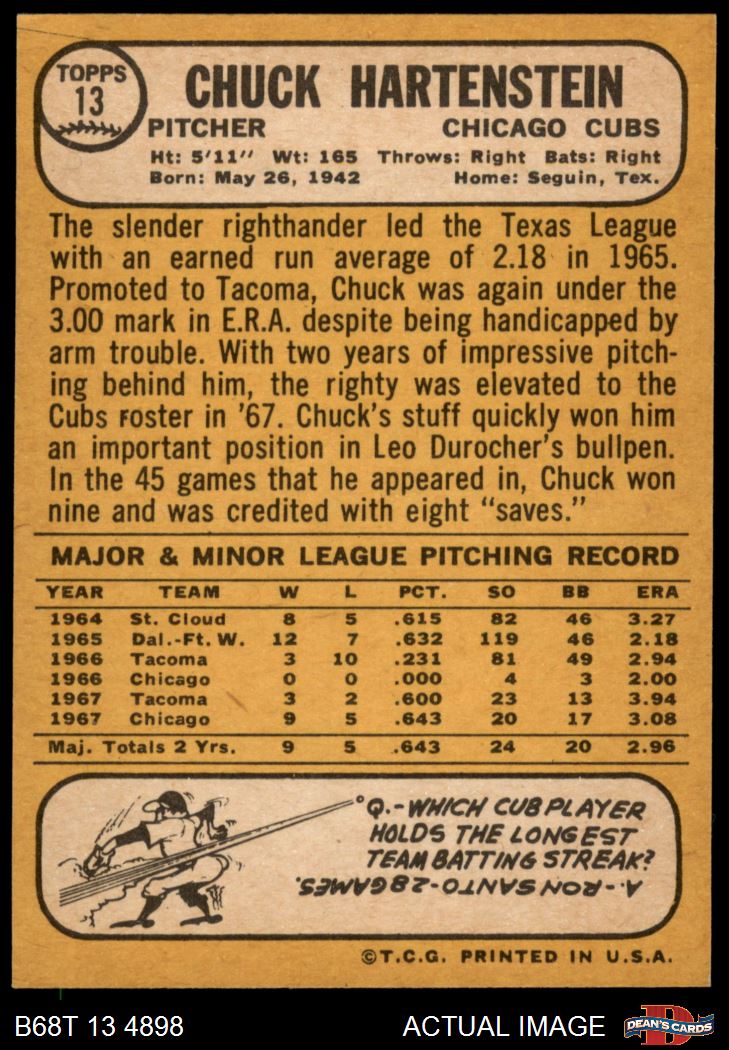 TOPPS
13
CHUCK HARTENSTEIN
PITCHER CHICAGO CUBS
Ht: 5'11" Wt: 165 Throws: Right Bats: Right
Born: May 26, 1942 Home: Seguin, Tex.
The slender righthander led the Texas League
with an earned run average of 2.18 in 1965.
Promoted to Tacoma, Chuck was again under the
3.00 mark in E.R.A. despite being handicapped by
arm trouble. With two years of impressive pitch-
ing behind him, the righty was elevated to the
Cubs roster in '67. Chuck's stuff quickly won him
an important position in Leo Durocher's bullpen.
In the 45 games that he appeared in, Chuck won
nine and was credited with eight "saves."
MAJOR & MINOR LEAGUE PITCHING RECORD
YEAR TEAM W L PCT. SO BB ERA
1964 St. Cloud 8 5 .615 82 46 3.27
1965 Dal.-Ft. W. 12 7 .632 119 46 2.18
1966 Tacoma 3 10 .231 81 49 2.94
1966 Chicago 0 0 .000 4 3 2.00
1967 Tacoma 3 2 .600 23 13 3.94
1967 Chicago 9 5 .643 20 17 3.08
Maj. Totals 2 Yrs. 9 5 .643 24 20 2.96
Q.-WHICH CUB PLAYER
HOLDS THE LONGEST
TEAM BATTING STREAK?
A.-RON SANTO-28 GAMES.
©T.C.G. PRINTED IN U.S.A.
B68T 13 4898 ACTUAL IMAGE
D
DEAN'S CARDS